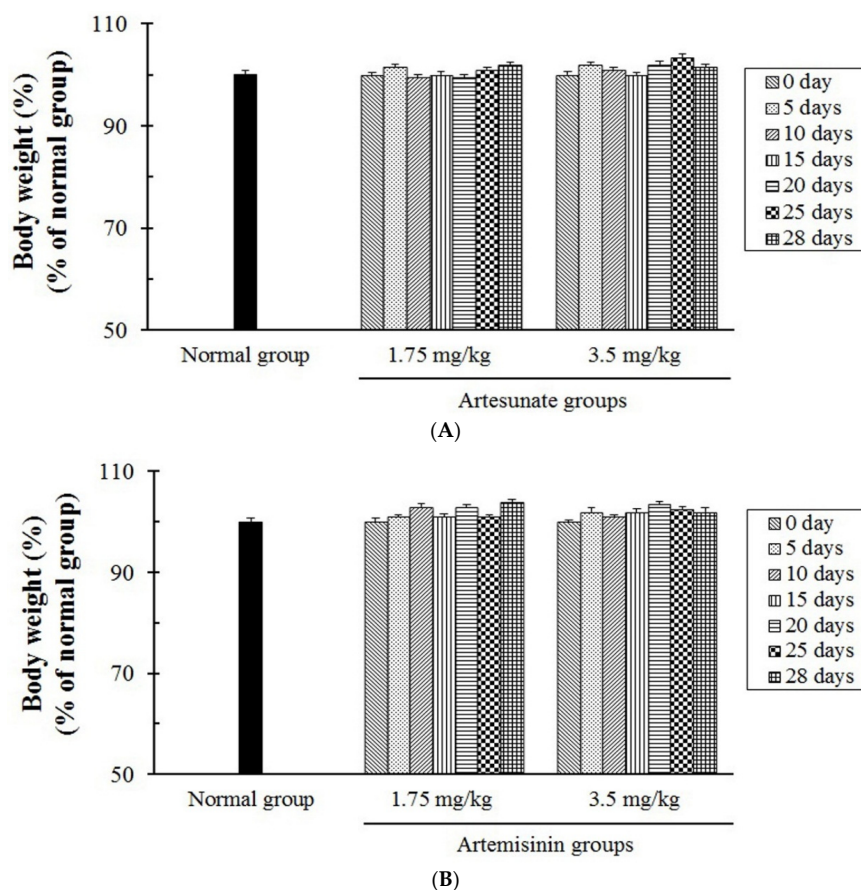 110
90
70
50
Body weight (%)
(% of normal group)
Normal group
1.75 mg/kg
3.5 mg/kg
Artesunate groups
0 day
5 days
10 days
15 days
20 days
25 days
28 days
(A)
110
90
70
50
Body weight (%)
(% of normal group)
Normal group
1.75 mg/kg
3.5 mg/kg
Artemisinin groups
0 day
5 days
10 days
15 days
20 days
25 days
28 days
(B)